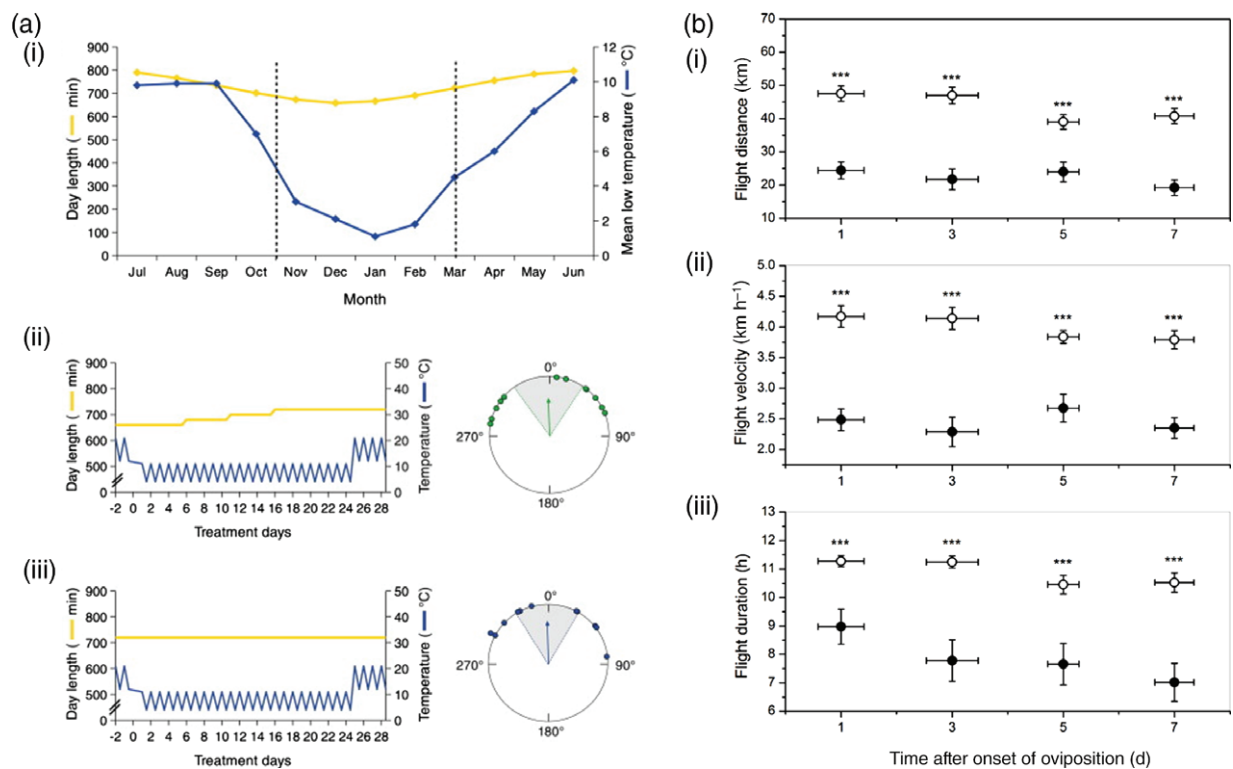 (a)
(i)
900
800
700
600
500
400
300
200
100
0
Day length ( min)
12
10
8
6
4
2
0
Mean low temperature ( °C)
Jul Aug Sep Oct Nov Dec Jan Feb Mar Apr May Jun
Month
(ii)
900
800
700
600
500
0
Day length ( min)
50
40
30
20
10
0
Temperature ( °C)
-2 0 2 4 6 8 10 12 14 16 18 20 22 24 26 28
Treatment days
0°
270° 90°
180°
(iii)
900
800
700
600
500
0
Day length ( min)
50
40
30
20
10
0
Temperature ( °C)
-2 0 2 4 6 8 10 12 14 16 18 20 22 24 26 28
Treatment days
0°
270° 90°
180°
(b)
(i)
70
60
50
40
30
20
10
Flight distance (km)
*** *** *** ***
1 3 5 7
(ii)
5.0
4.5
4.0
3.5
3.0
2.5
2.0
Flight velocity (km h⁻¹)
*** *** *** ***
1 3 5 7
(iii)
13
12
11
10
9
8
7
6
Flight duration (h)
*** *** *** ***
1 3 5 7
Time after onset of oviposition (d)